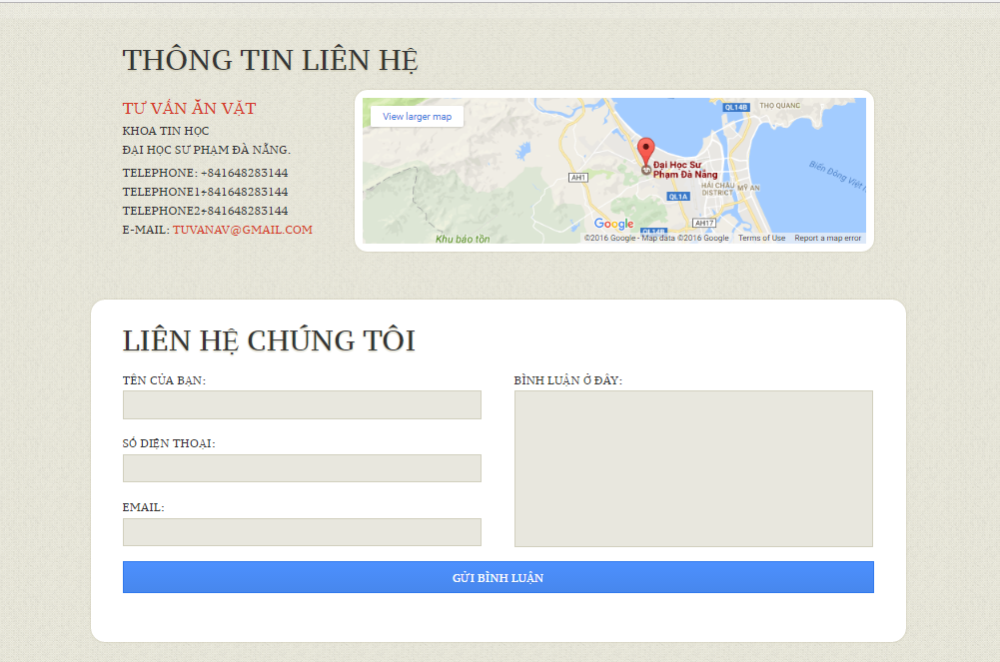 THÔNG TIN LIÊN HỆ
TƯ VẤN ĂN VẶT
KHOA TIN HỌC
ĐẠI HỌC SƯ PHẠM ĐÀ NẴNG.
TELEPHONE: +841648283144
TELEPHONE1:+841648283144
TELEPHONE2:+841648283144
E-MAIL: TUVANAV@GMAIL.COM
View larger map
QL14B
THỌ QUANG
Đại Học Sư
Phạm Đà Nẵng
Biển Đông Việt
AH1
HẢI CHÂU
DISTRICT
MỸ AN
QL1A
AH17
Google
QL14B
Khu bảo tồn
©2016 Google - Map data ©2016 Google
Terms of Use
Report a map error
LIÊN HỆ CHÚNG TÔI
TÊN CỦA BẠN:
SỐ DIỆN THOẠI:
EMAIL:
BÌNH LUẬN Ở ĐÂY:
GỬI BÌNH LUẬN